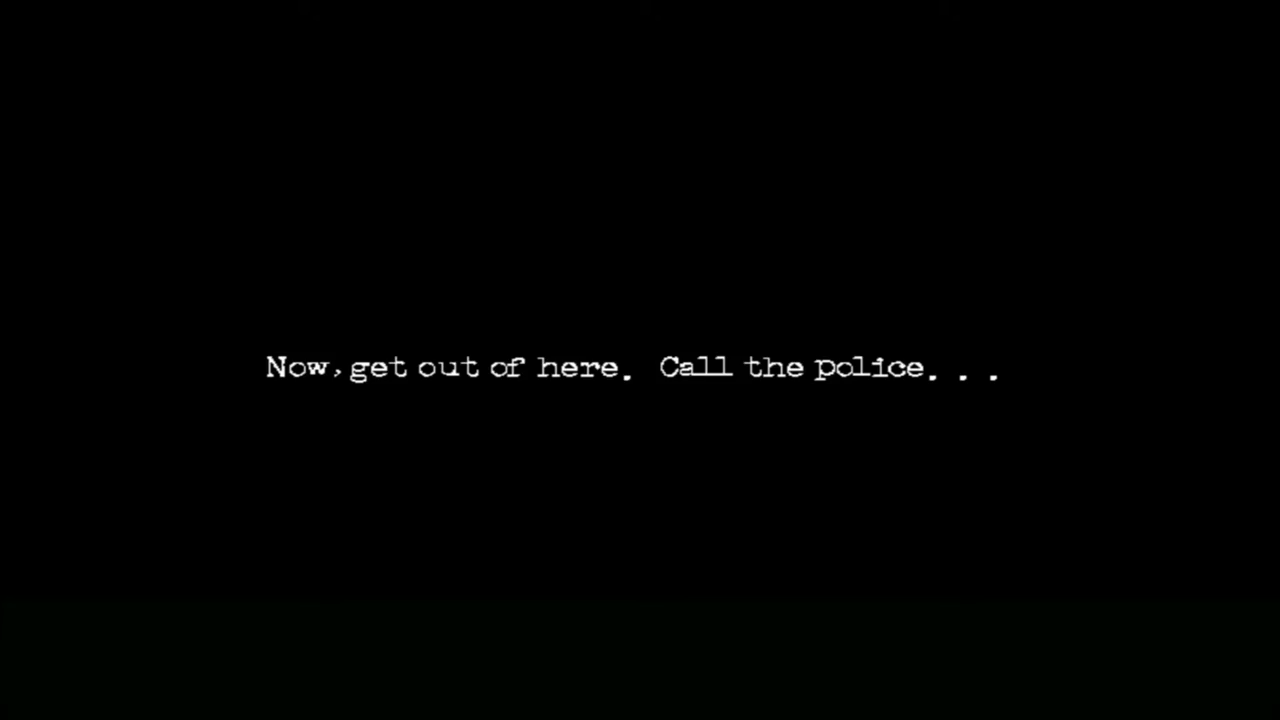 Now, get out of here. Call the police. . .